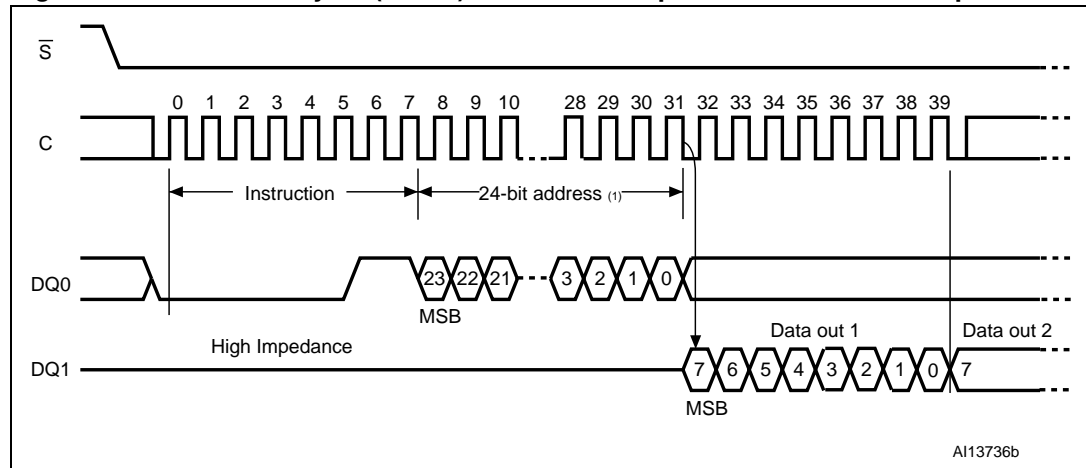 S
0 1 2 3 4 5 6 7 8 9 10 28 29 30 31 32 33 34 35 36 37 38 39
C
Instruction 24-bit address (1)
DQ0 23 22 21 3 2 1 0
MSB
High Impedance Data out 1 Data out 2
DQ1 7 6 5 4 3 2 1 0 7
MSB
AI13736b